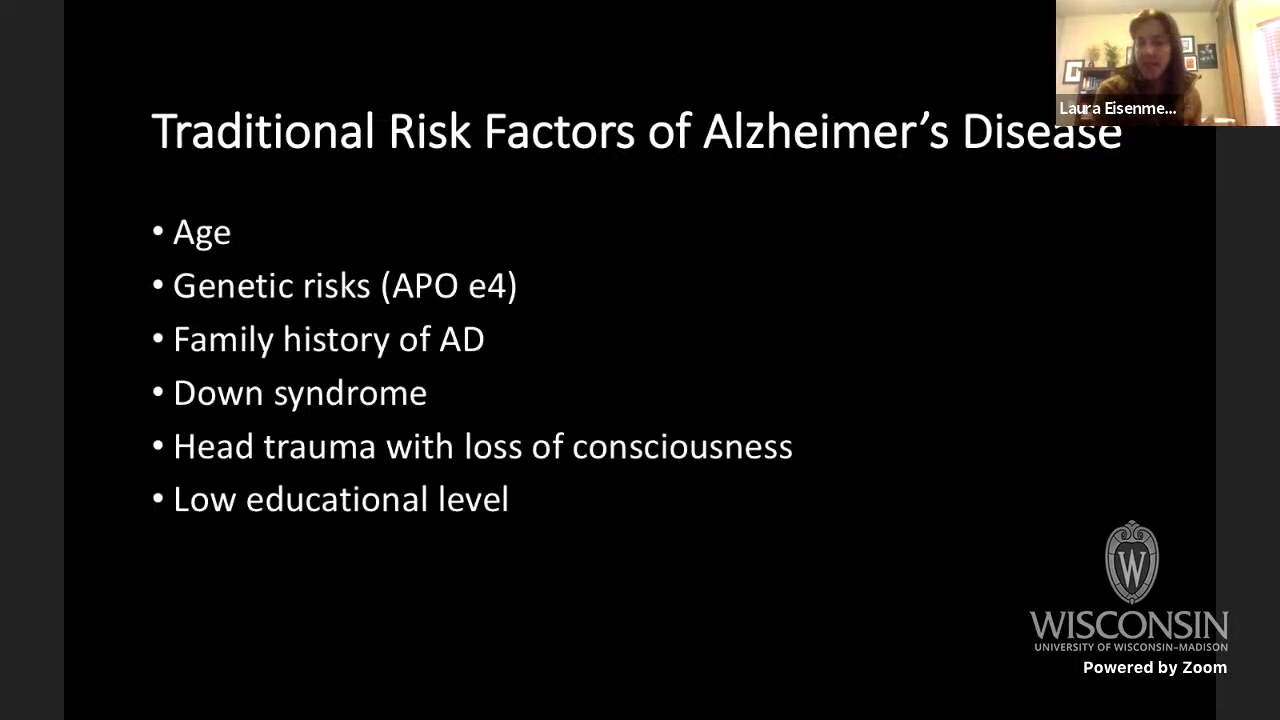 Laura Eisenme...
Traditional Risk Factors of Alzheimer’s Disease
• Age
• Genetic risks (APO e4)
• Family history of AD
• Down syndrome
• Head trauma with loss of consciousness
• Low educational level
W
WISCONSIN
UNIVERSITY OF WISCONSIN–MADISON
Powered by Zoom